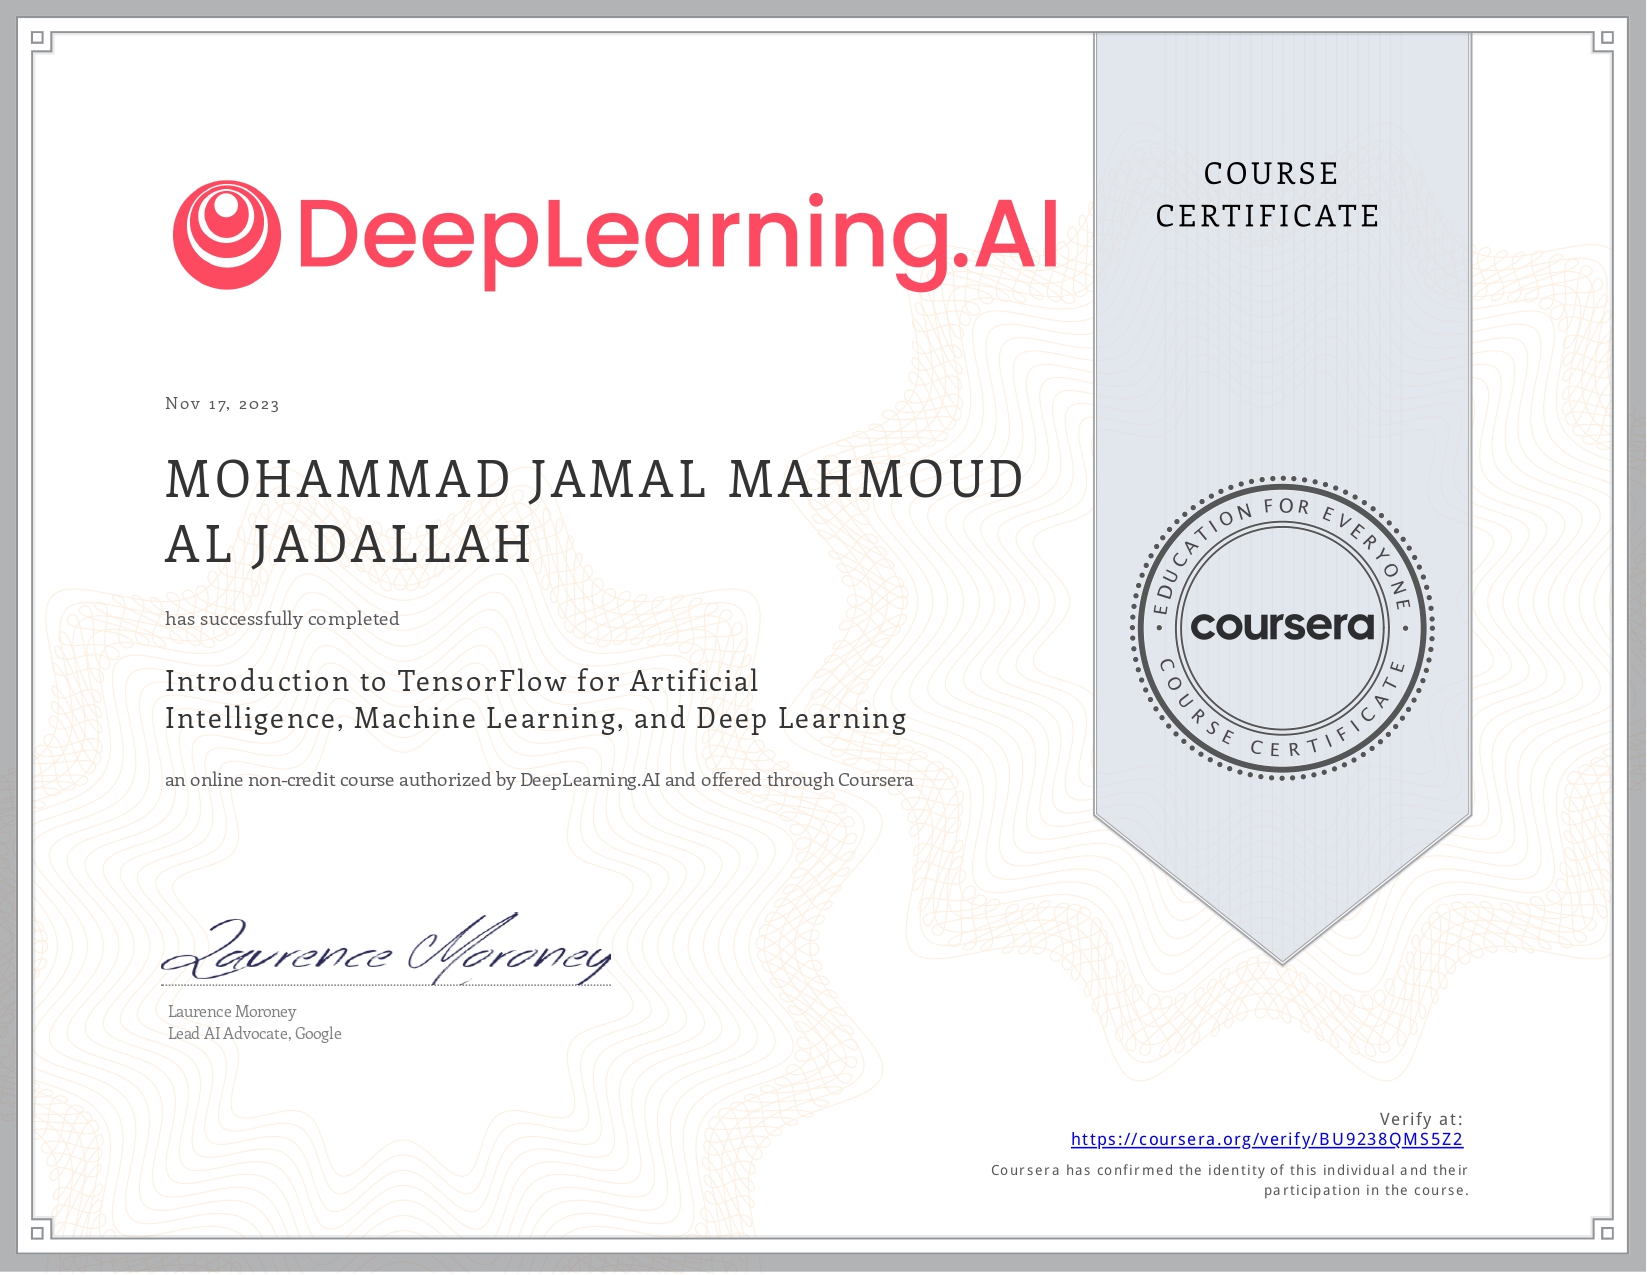 DeepLearning.AI
COURSE
CERTIFICATE
Nov 17, 2023
MOHAMMAD JAMAL MAHMOUD
AL JADALLAH
has successfully completed
Introduction to TensorFlow for Artificial
Intelligence, Machine Learning, and Deep Learning
an online non-credit course authorized by DeepLearning.AI and offered through Coursera
EDUCATION FOR EVERYONE
coursera
COURSE CERTIFICATE
Laurence Moroney
Laurence Moroney
Lead AI Advocate, Google
Verify at:
https://coursera.org/verify/BU9238QMS5Z2
Coursera has confirmed the identity of this individual and their
participation in the course.